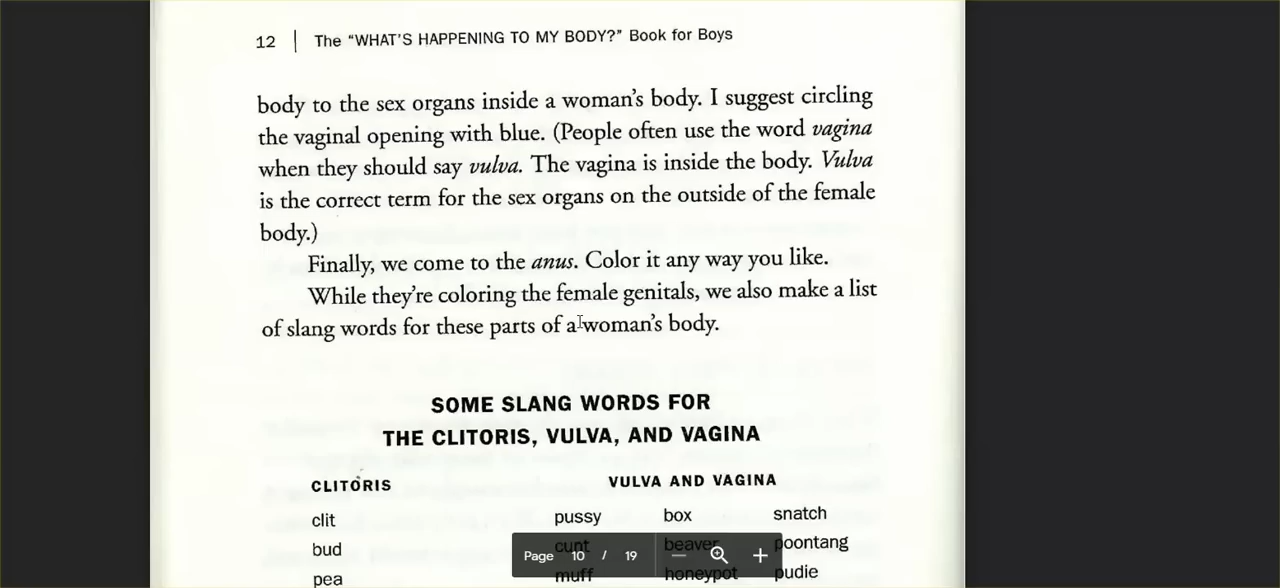 12 | The “WHAT’S HAPPENING TO MY BODY?” Book for Boys
body to the sex organs inside a woman’s body. I suggest circling
the vaginal opening with blue. (People often use the word vagina
when they should say vulva. The vagina is inside the body. Vulva
is the correct term for the sex organs on the outside of the female
body.)
Finally, we come to the anus. Color it any way you like.
While they’re coloring the female genitals, we also make a list
of slang words for these parts of a woman’s body.
SOME SLANG WORDS FOR
THE CLITORIS, VULVA, AND VAGINA
CLITORIS VULVA AND VAGINA
clit pussy box snatch
bud cunt beaver poontang
pea muff honeypot pudie
Page 10 / 19